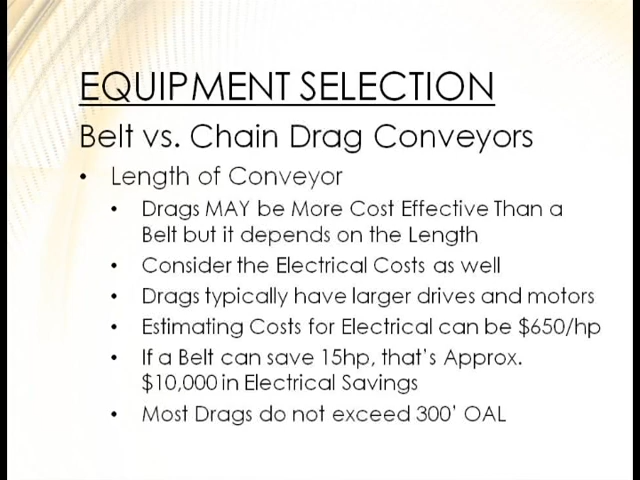 EQUIPMENT SELECTION
Belt vs. Chain Drag Conveyors
• Length of Conveyor
• Drags MAY be More Cost Effective Than a
Belt but it depends on the Length
• Consider the Electrical Costs as well
• Drags typically have larger drives and motors
• Estimating Costs for Electrical can be $650/hp
• If a Belt can save 15hp, that's Approx.
$10,000 in Electrical Savings
• Most Drags do not exceed 300' OAL